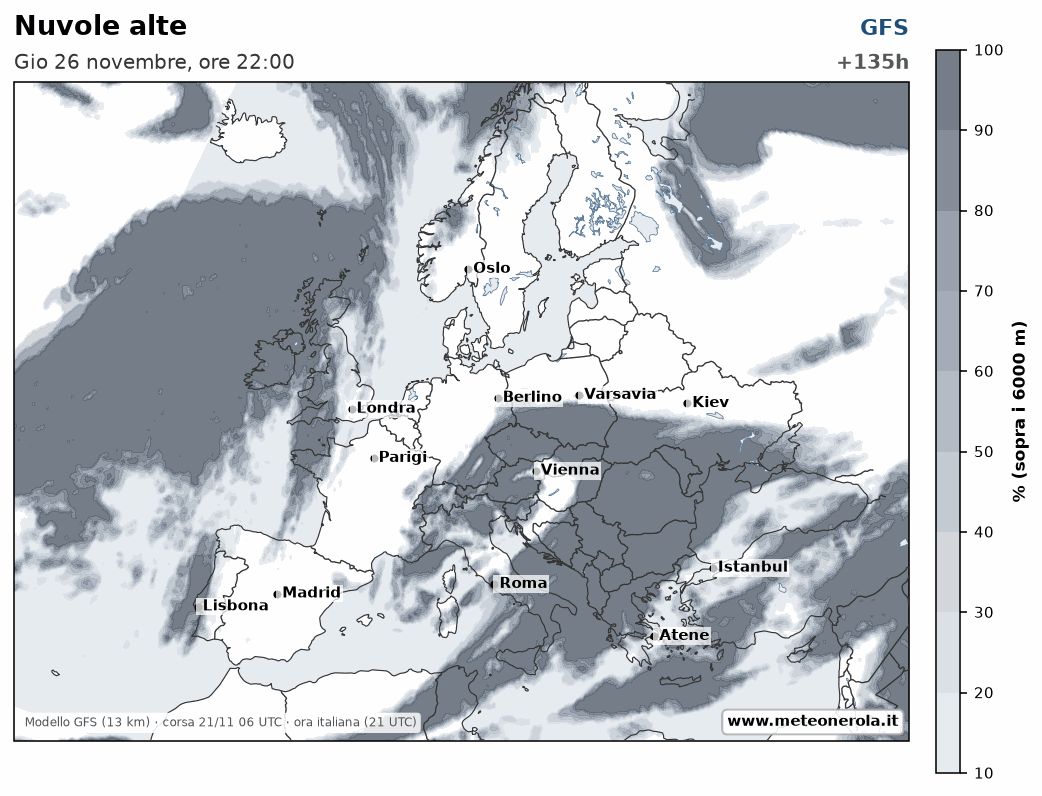 Nuvole alte
GFS
Gio 26 novembre, ore 22:00
+135h
Oslo
Londra
Berlino
Varsavia
Kiev
Parigi
Vienna
Istanbul
Roma
Madrid
Lisbona
Atene
Modello GFS (13 km) · corsa 21/11 06 UTC · ora italiana (21 UTC)
www.meteonerola.it
100
90
80
70
60
50
40
30
20
10
% (sopra i 6000 m)